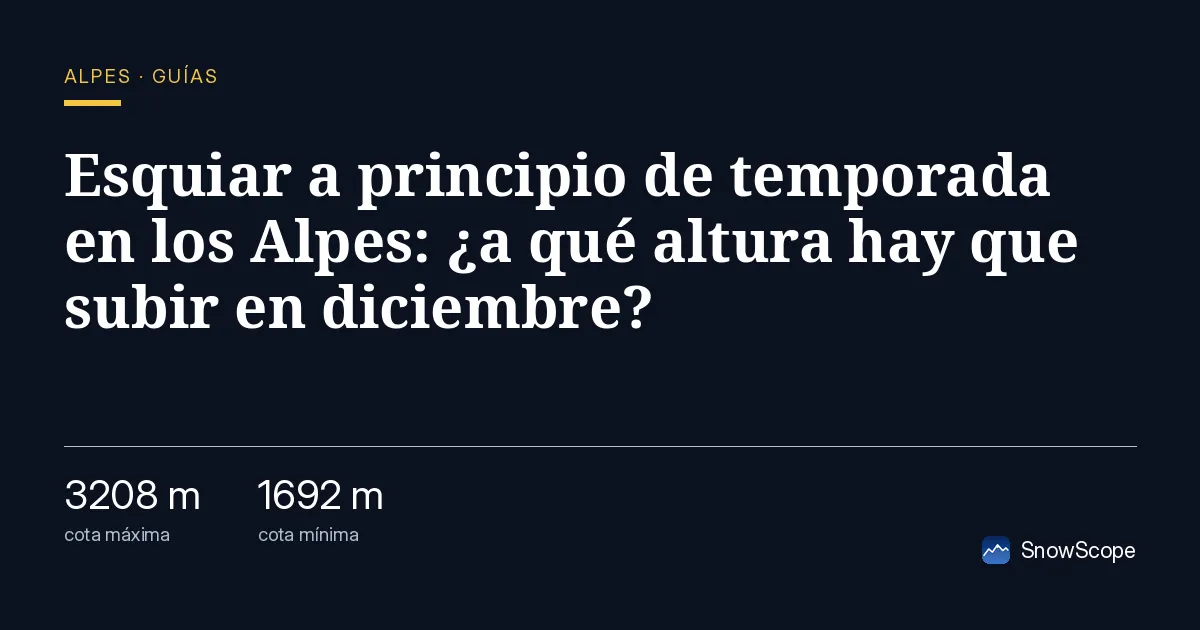 ALPES · GUÍAS
Esquiar a principio de temporada
en los Alpes: ¿a qué altura hay que
subir en diciembre?
3208 m
cota máxima
1692 m
cota mínima
SnowScope